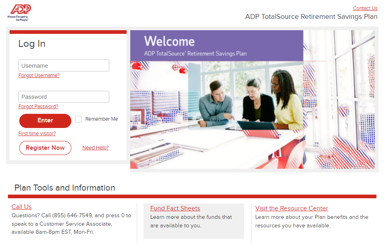 ADP
Contact Us
ADP TotalSource Retirement Savings Plan
Log In
Username
Forgot Username?
Password
Forgot Password?
Enter
Remember Me
First time visitor?
Register Now
Need Help?
Welcome
ADP TotalSource® Retirement Savings Plan
Plan Tools and Information
Call Us
Questions? Call (855) 646-7549, and press 0 to
speak to a Customer Service Associate,
available 8am-8pm EST, Mon-Fri.
Fund Fact Sheets
Learn more about the funds
that are available to you.
Visit the Resource Center
Learn more about your Plan benefits and the
resources you have available.